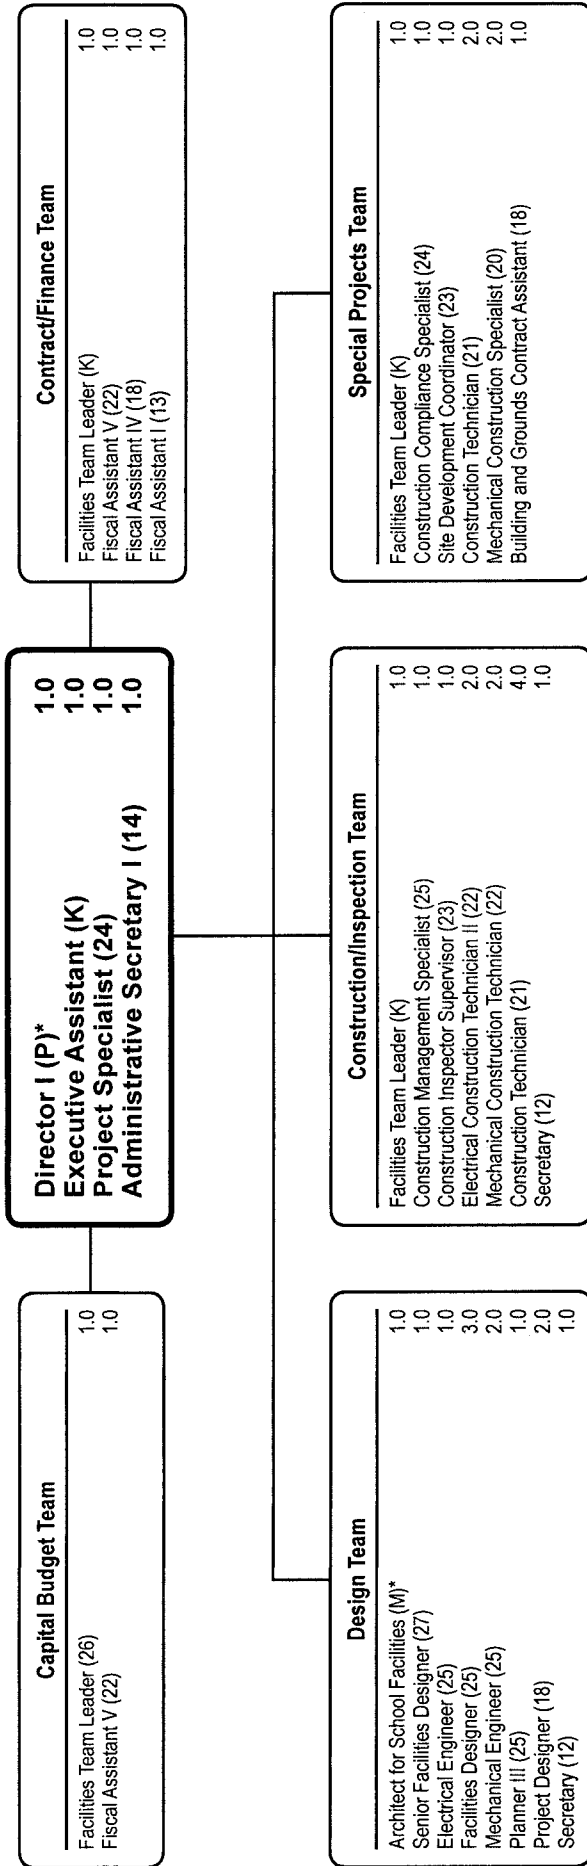 Capital Budget Team
Facilities Team Leader (26) 1.0
Fiscal Assistant V (22) 1.0
Director I (P)* 1.0
Executive Assistant (K) 1.0
Project Specialist (24) 1.0
Administrative Secretary I (14) 1.0
Contract/Finance Team
Facilities Team Leader (K) 1.0
Fiscal Assistant V (22) 1.0
Fiscal Assistant IV (18) 1.0
Fiscal Assistant I (13) 1.0
Design Team
Architect for School Facilities (M)* 1.0
Senior Facilities Designer (27) 1.0
Electrical Engineer (25) 1.0
Facilities Designer (25) 3.0
Mechanical Engineer (25) 2.0
Planner III (25) 1.0
Project Designer (18) 2.0
Secretary (12) 1.0
Construction/Inspection Team
Facilities Team Leader (K) 1.0
Construction Management Specialist (25) 1.0
Construction Inspector Supervisor (23) 1.0
Electrical Construction Technician II (22) 2.0
Mechanical Construction Technician (22) 2.0
Construction Technician (21) 4.0
Secretary (12) 1.0
Special Projects Team
Facilities Team Leader (K) 1.0
Construction Compliance Specialist (24) 1.0
Site Development Coordinator (23) 1.0
Construction Technician (21) 2.0
Mechanical Construction Specialist (20) 2.0
Building and Grounds Contract Assistant (18) 1.0